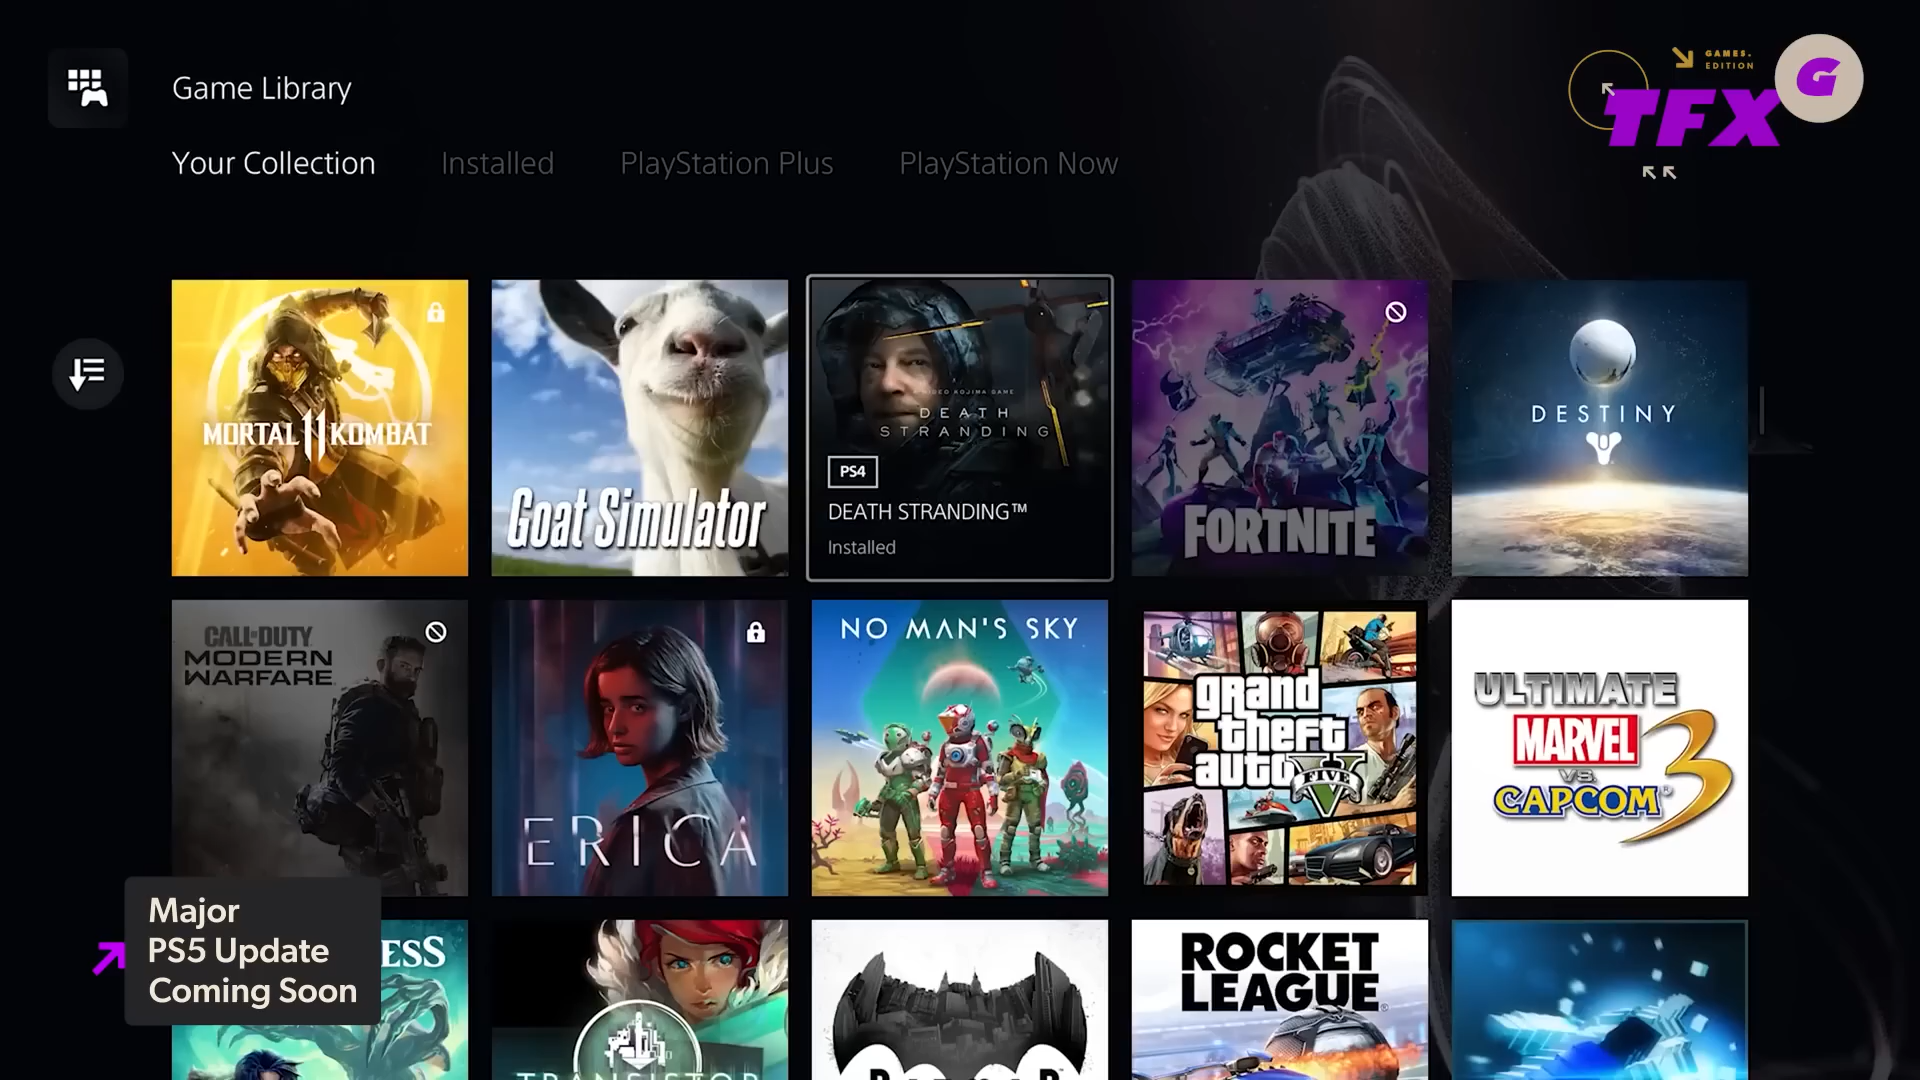 GAMES.
EDITION
G
TFX
Game Library
Your Collection
Installed
PlayStation Plus
PlayStation Now
MORTAL 11 KOMBAT
Goat Simulator
DEATH
STRANDING
PS4
DEATH STRANDING™
Installed
FORTNITE
DESTINY
CALL OF DUTY
MODERN
WARFARE
ERICA
NO MAN'S SKY
grand
theft
auto
FIVE
ULTIMATE
MARVEL
VS.
CAPCOM 3
Major
PS5 Update
Coming Soon
ESS
TRANSISTOR
ROCKET
LEAGUE